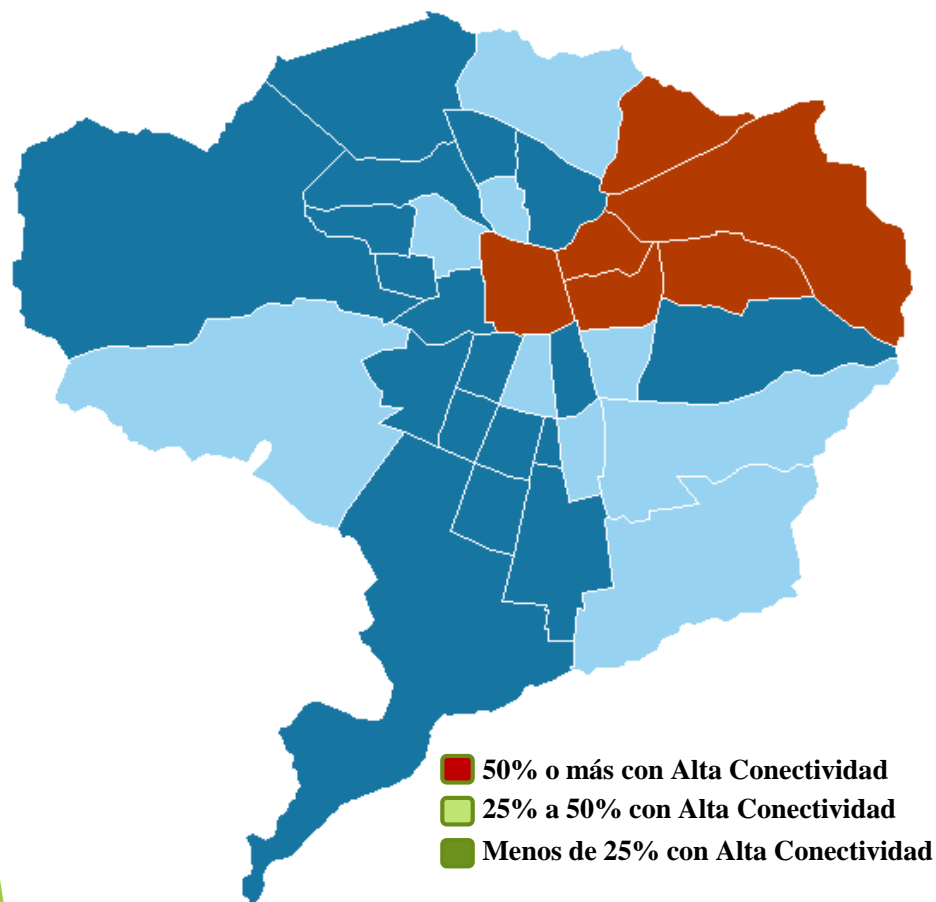 50% o más con Alta Conectividad
25% a 50% con Alta Conectividad
Menos de 25% con Alta Conectividad